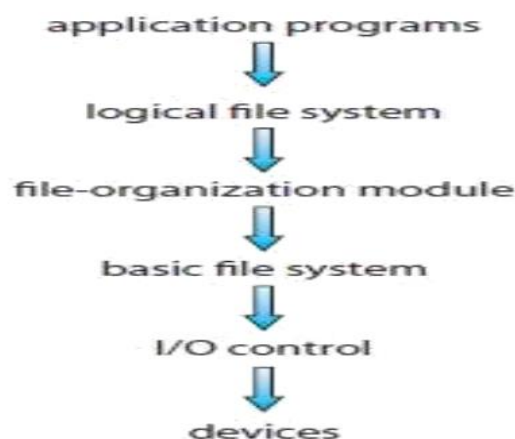 application programs
logical file system
file-organization module
basic file system
I/O control
devices